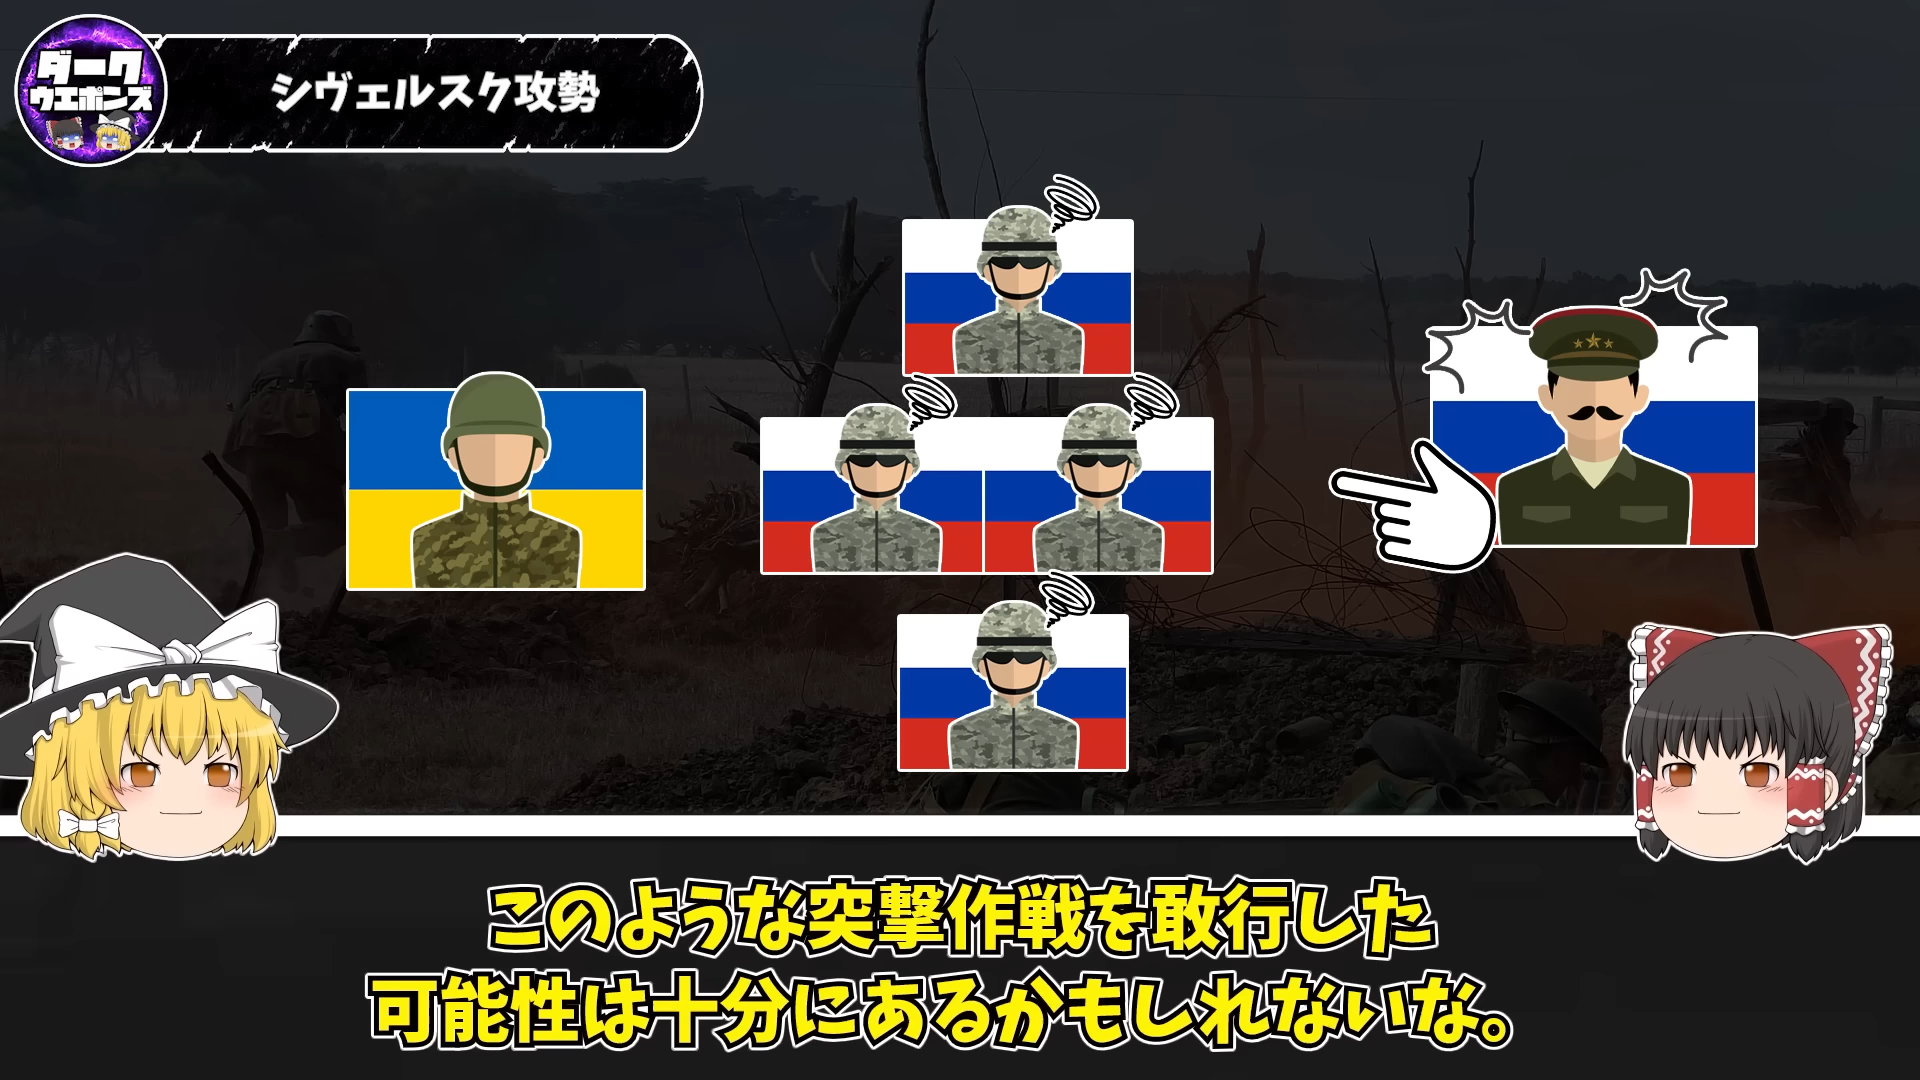 ダーク
ウエポンズ
シヴェルスク攻勢
このような突撃作戦を敢行した
可能性は十分にあるかもしれないな。